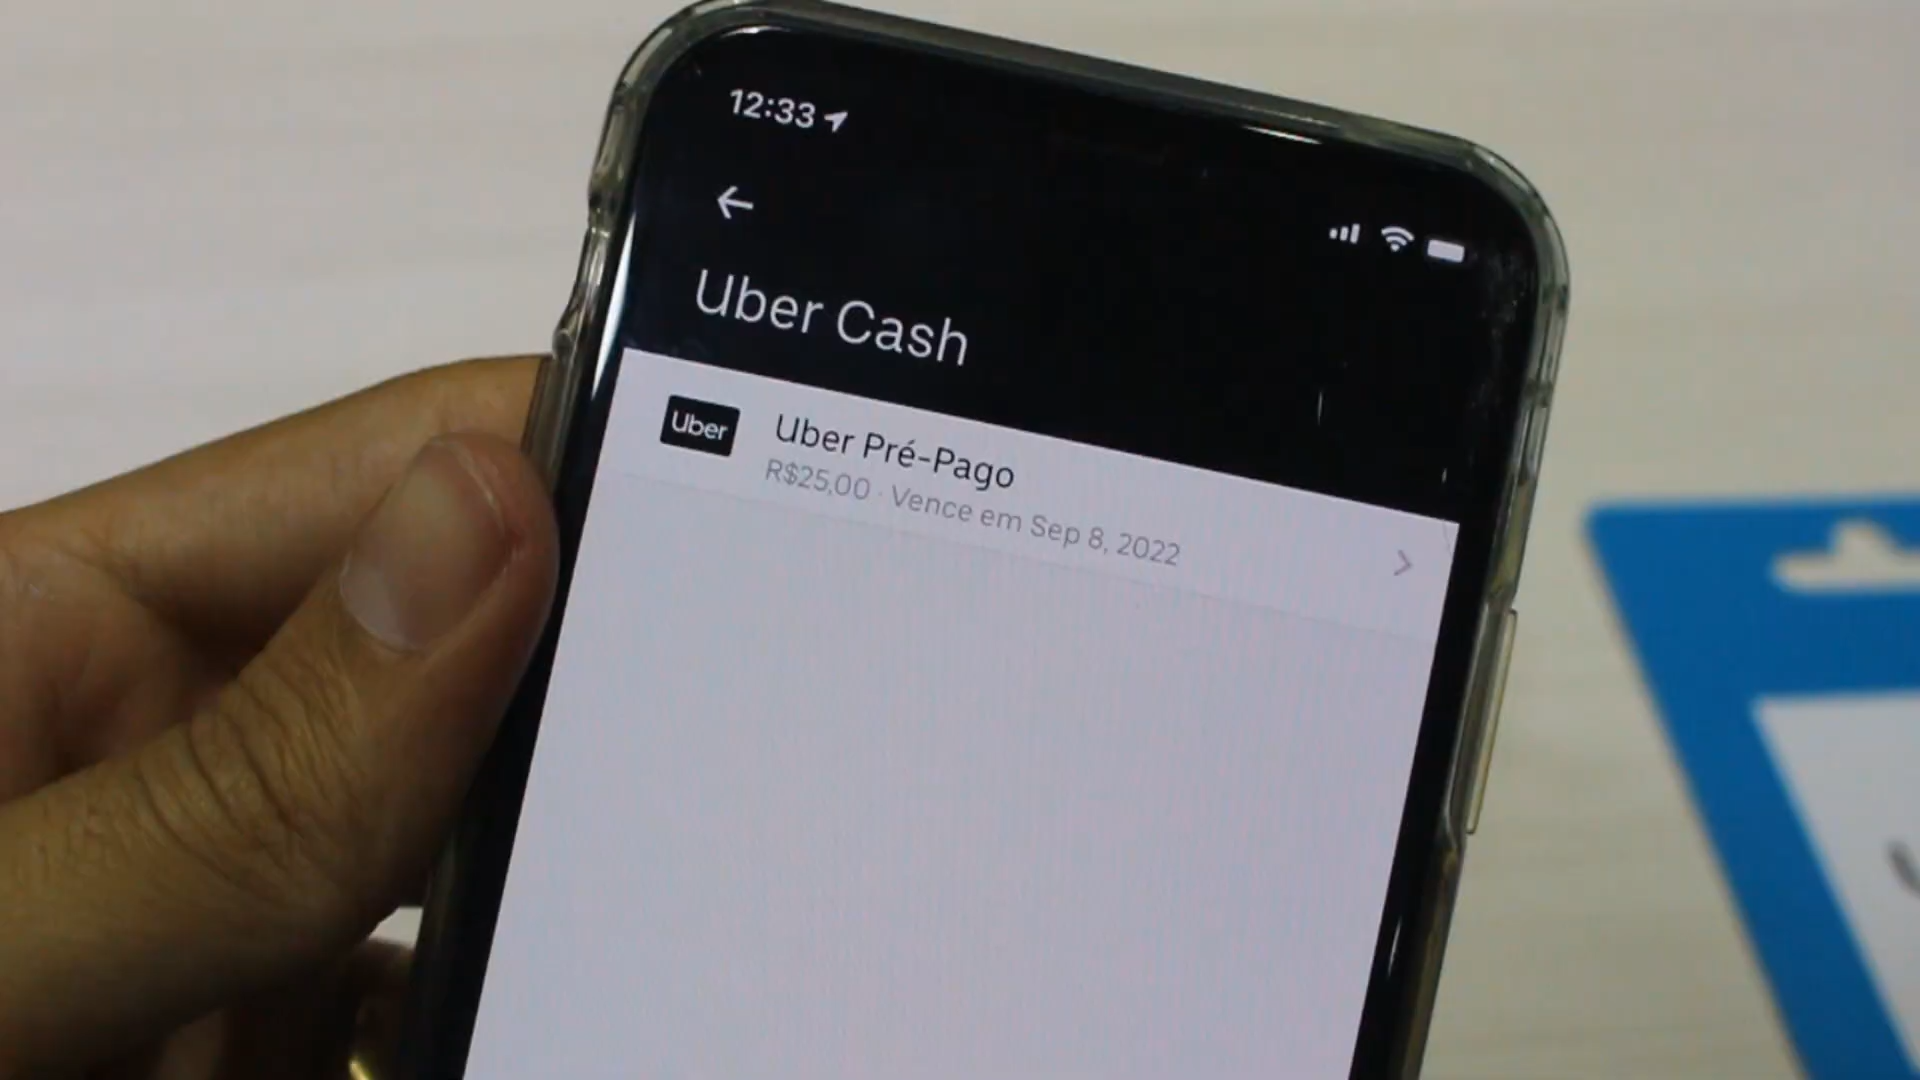 12:33
Uber Cash
Uber
Uber Pré-Pago
R$25,00 · Vence em Sep 8, 2022